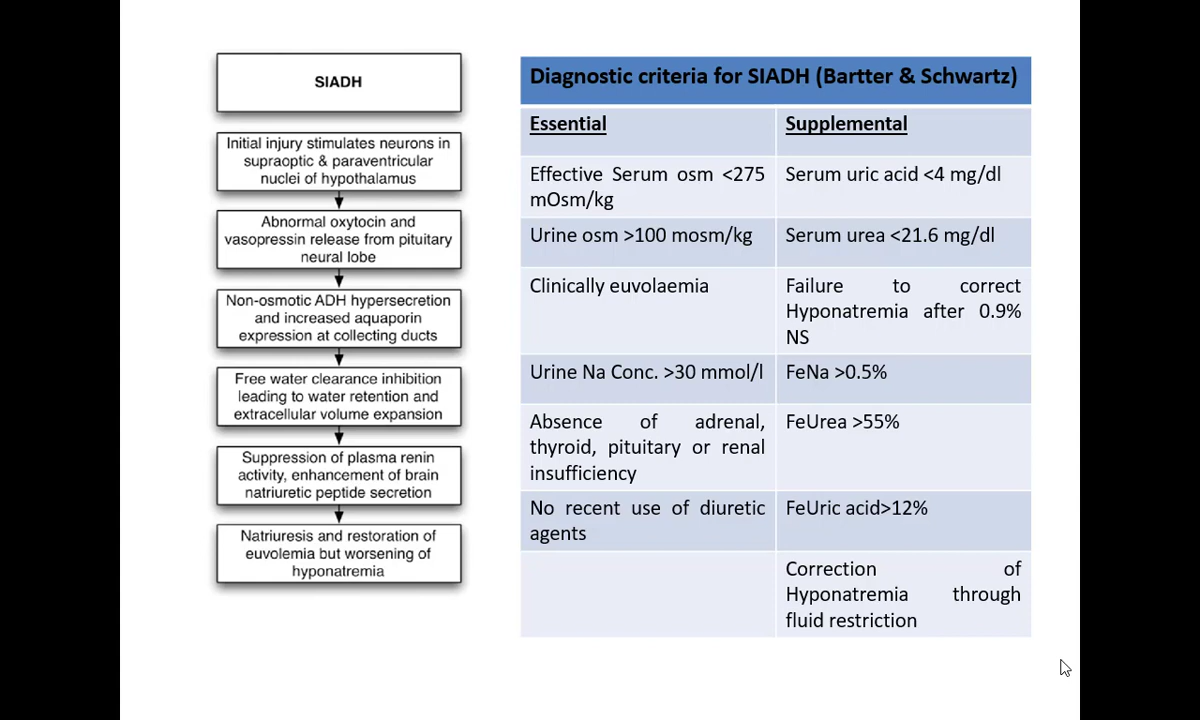 SIADH
Initial injury stimulates neurons in
supraoptic & paraventricular
nuclei of hypothalamus
Abnormal oxytocin and
vasopressin release from pituitary
neural lobe
Non-osmotic ADH hypersecretion
and increased aquaporin
expression at collecting ducts
Free water clearance inhibition
leading to water retention and
extracellular volume expansion
Suppression of plasma renin
activity, enhancement of brain
natriuretic peptide secretion
Natriuresis and restoration of
euvolemia but worsening of
hyponatremia
Diagnostic criteria for SIADH (Bartter & Schwartz)
Essential
Supplemental
Effective Serum osm <275
mOsm/kg
Serum uric acid <4 mg/dl
Urine osm >100 mosm/kg
Serum urea <21.6 mg/dl
Clinically euvolaemia
Failure to correct
Hyponatremia after 0.9%
NS
Urine Na Conc. >30 mmol/l
FeNa >0.5%
Absence of adrenal,
thyroid, pituitary or renal
insufficiency
FeUrea >55%
No recent use of diuretic
agents
FeUric acid>12%
Correction of
Hyponatremia through
fluid restriction